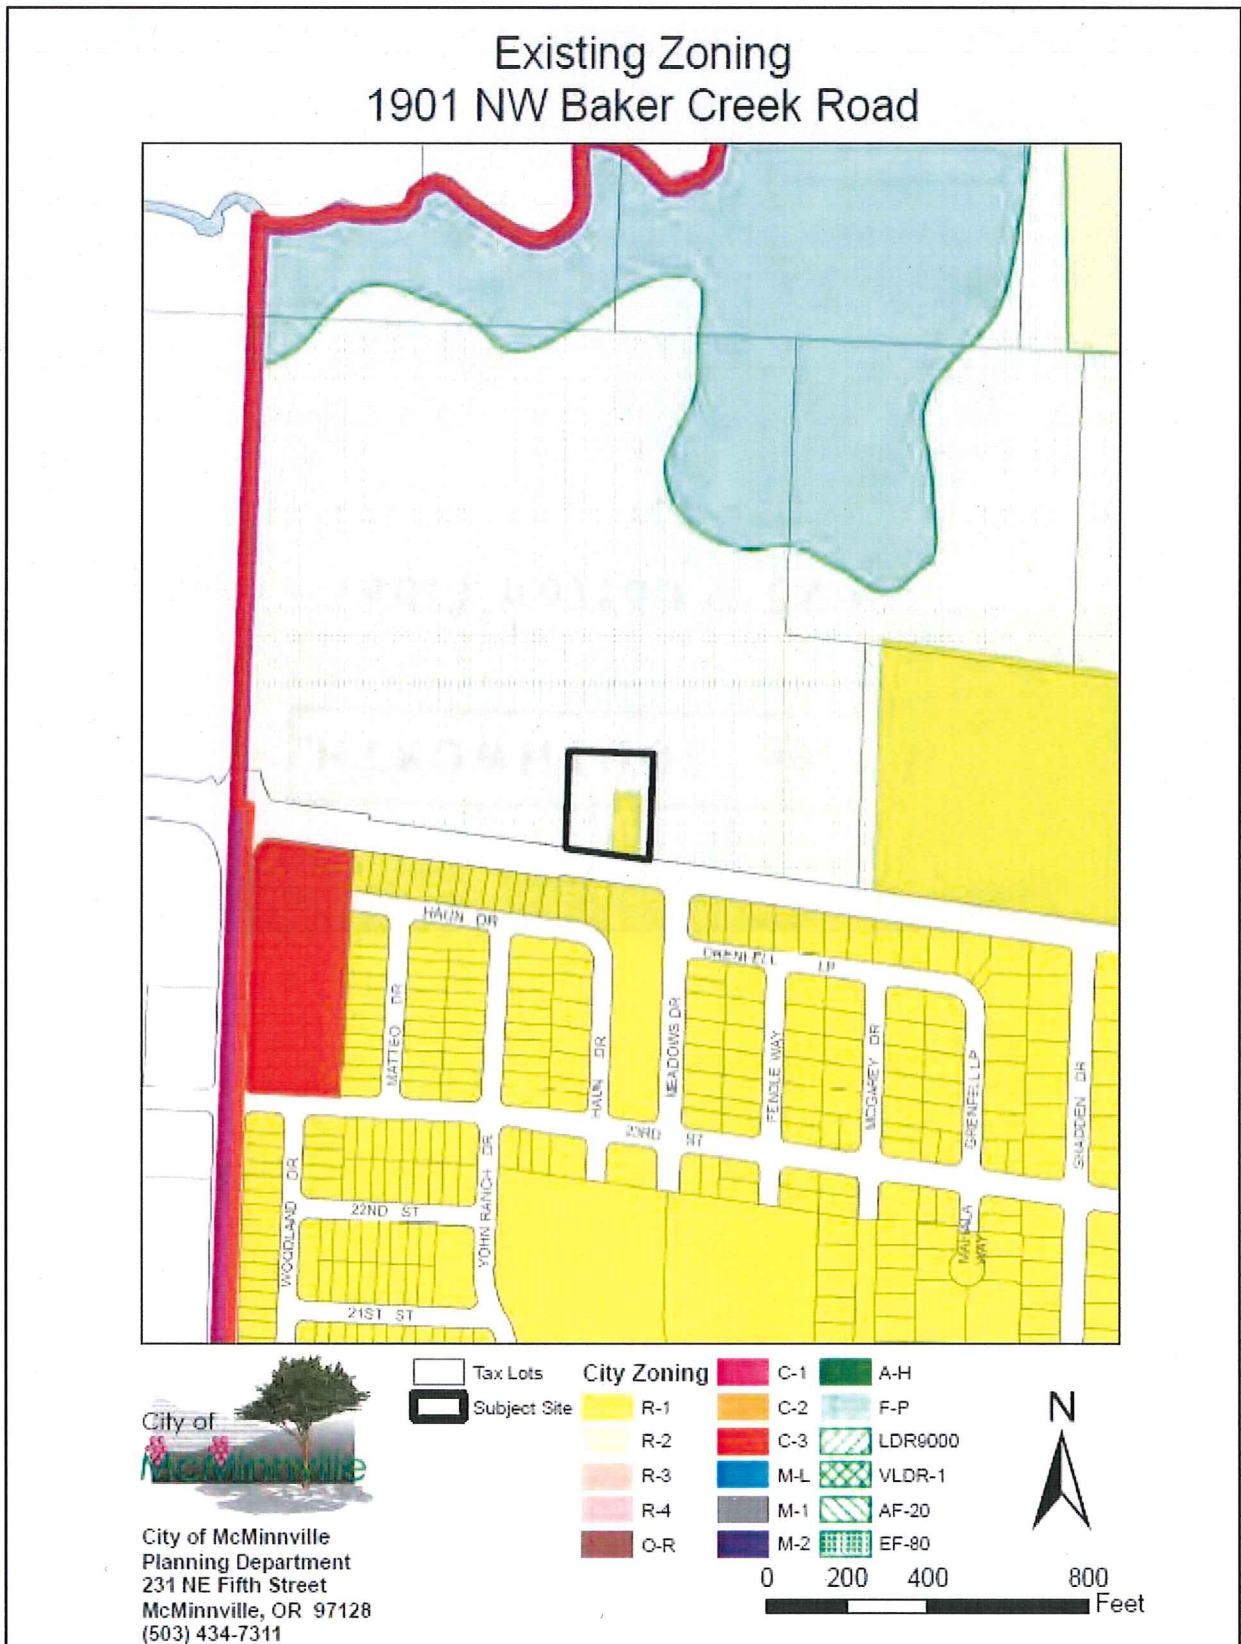 Existing Zoning
1901 NW Baker Creek Road
HAUN DR
GRENFELL LP
MATTEO DR
HAUN DR
MEADOWS DR
FENDLE WAY
MCGAREY DR
GRENFELL LP
SHADDEN DR
23RD ST
WOODLAND DR
22ND ST
YOHN RANCH DR
MAHALA WAY
21ST ST
Tax Lots
Subject Site
City Zoning
R-1
R-2
R-3
R-4
O-R
C-1
C-2
C-3
M-L
M-1
M-2
A-H
F-P
LDR9000
VLDR-1
AF-20
EF-80
N
0 200 400 800
Feet
City of
McMinnville
City of McMinnville
Planning Department
231 NE Fifth Street
McMinnville, OR 97128
(503) 434-7311